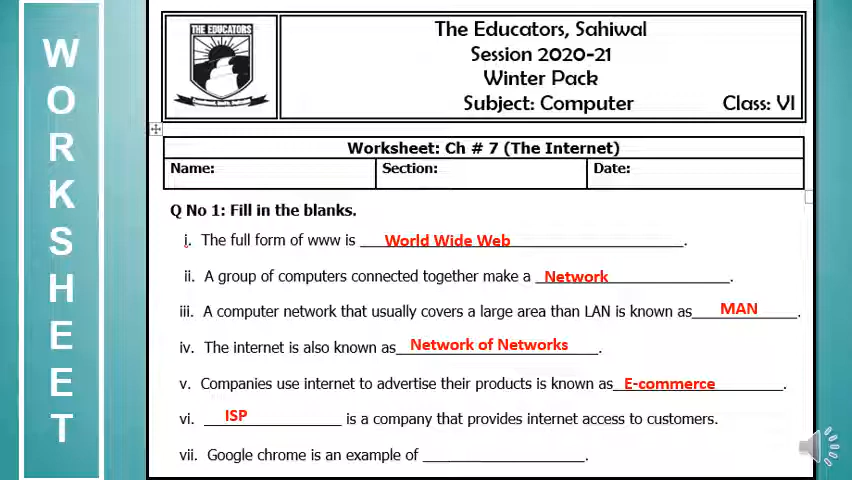 WORKSHEET
THE EDUCATORS
The Educators, Sahiwal
Session 2020-21
Winter Pack
Subject: Computer Class: VI
Worksheet: Ch # 7 (The Internet)
Name: Section: Date:
Q No 1: Fill in the blanks.
i. The full form of www is World Wide Web.
ii. A group of computers connected together make a Network.
iii. A computer network that usually covers a large area than LAN is known as MAN.
iv. The internet is also known as Network of Networks.
v. Companies use internet to advertise their products is known as E-commerce.
vi. ISP is a company that provides internet access to customers.
vii. Google chrome is an example of ____________________.